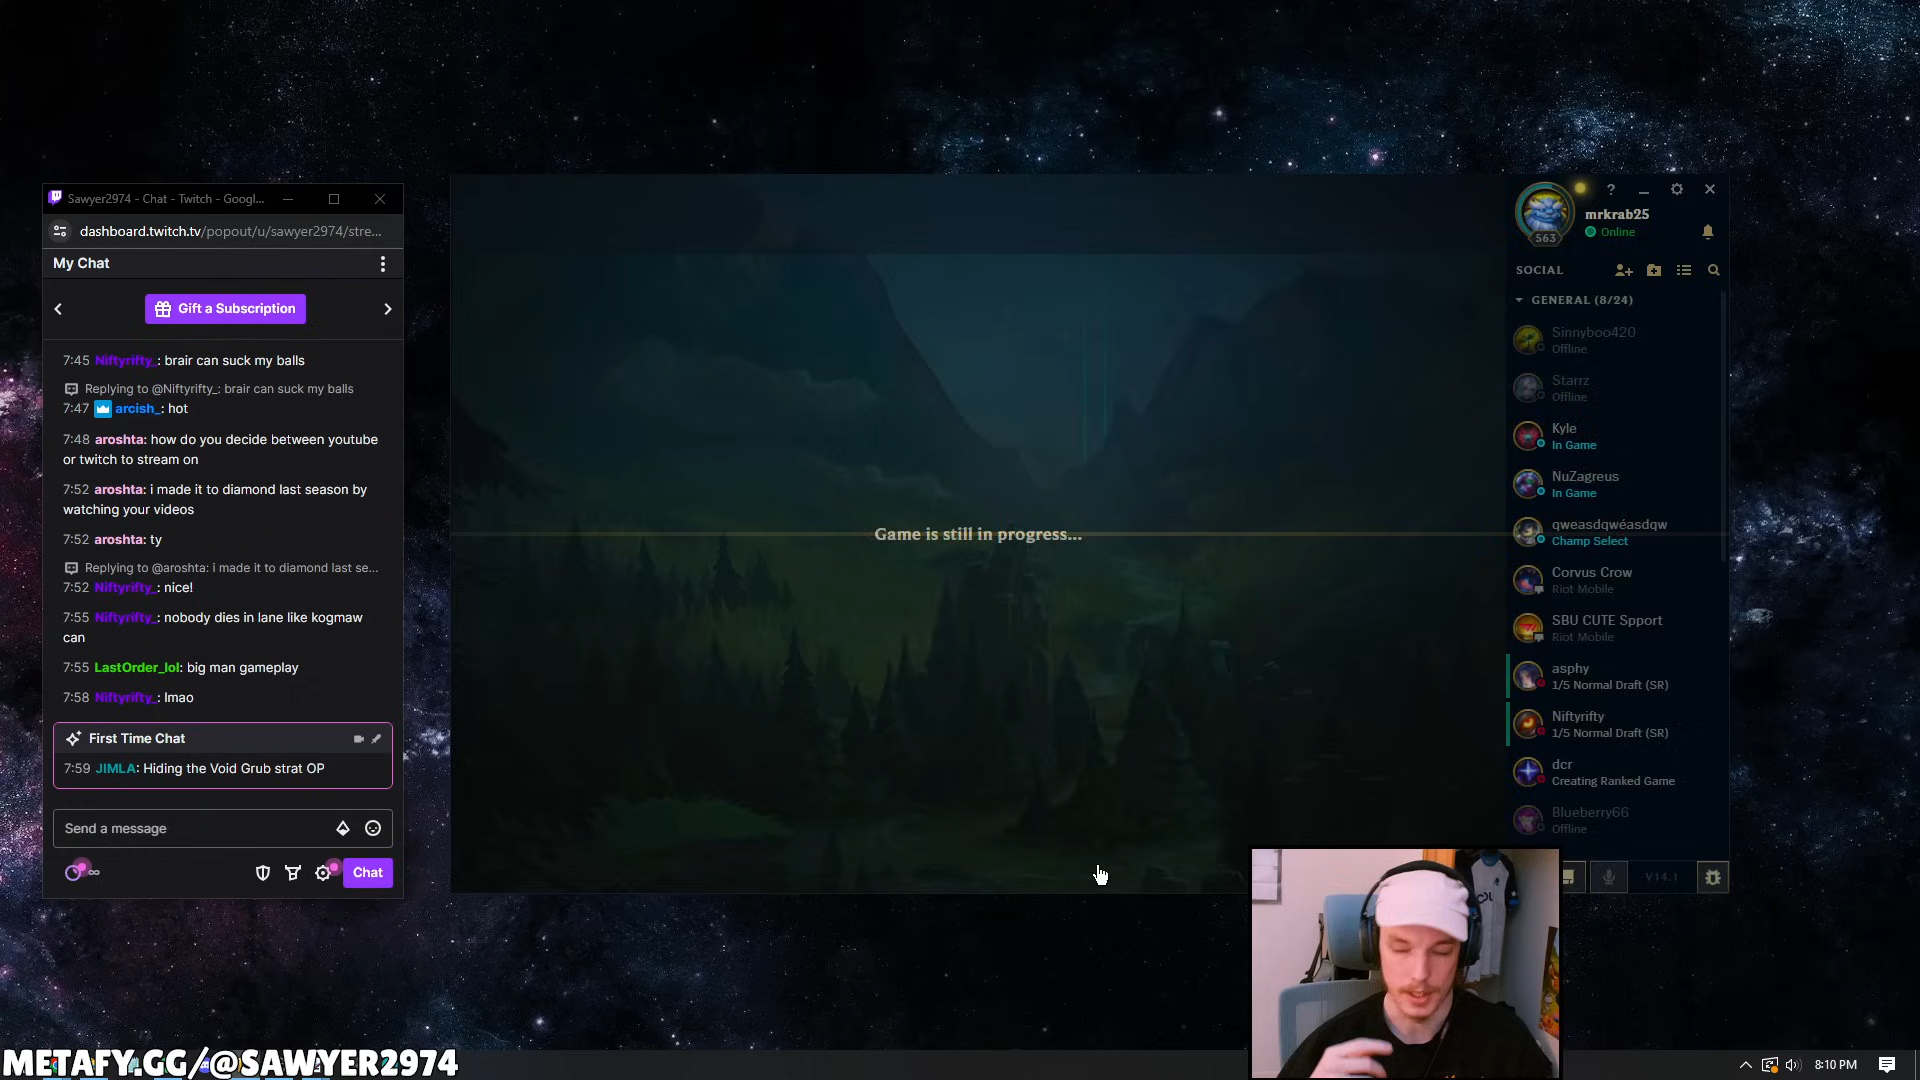 Sawyer2974 - Chat - Twitch - Googl...
dashboard.twitch.tv/popout/u/sawyer2974/stre...
My Chat
Gift a Subscription
7:45 Niftyrifty_: brair can suck my balls
Replying to @Niftyrifty_: brair can suck my balls
7:47 arcish_: hot
7:48 aroshta: how do you decide between youtube
or twitch to stream on
7:52 aroshta: i made it to diamond last season by
watching your videos
7:52 aroshta: ty
Replying to @aroshta: i made it to diamond last se...
7:52 Niftyrifty_: nice!
7:55 Niftyrifty_: nobody dies in lane like kogmaw
can
7:55 LastOrder_lol: big man gameplay
7:58 Niftyrifty_: lmao
First Time Chat
7:59 JIMLA: Hiding the Void Grub strat OP
Send a message
Chat
Game is still in progress...
mrkrab25
Online
563
SOCIAL
GENERAL (8/24)
Sinnyboo420
Offline
Starrz
Offline
Kyle
In Game
NuZagreus
In Game
qweasdqwéasdqw
Champ Select
Corvus Crow
Riot Mobile
SBU CUTE Spport
Riot Mobile
asphy
1/5 Normal Draft (SR)
Niftyrifty
1/5 Normal Draft (SR)
dcr
Creating Ranked Game
Blueberry66
Offline
V14.1
METAFY.GG/@SAWYER2974
8:10 PM